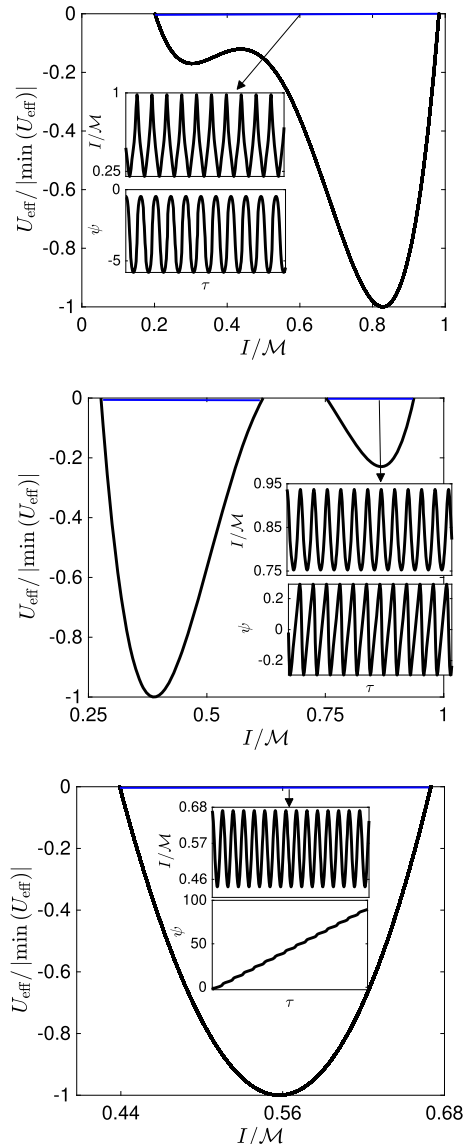 0
-0.2
-0.4
-0.6
-0.8
-1
U_eff/|min (U_eff)|
1
0.25
I/M
0
-5
ψ
τ
0 0.2 0.4 0.6 0.8 1
I/M
0
-0.2
-0.4
-0.6
-0.8
-1
U_eff/|min (U_eff)|
0.95
0.85
0.75
I/M
0.2
0
-0.2
ψ
τ
0.25 0.5 0.75 1
I/M
0
-0.2
-0.4
-0.6
-0.8
-1
U_eff/|min (U_eff)|
0.68
0.57
0.46
I/M
100
50
0
ψ
τ
0.44 0.56 0.68
I/M